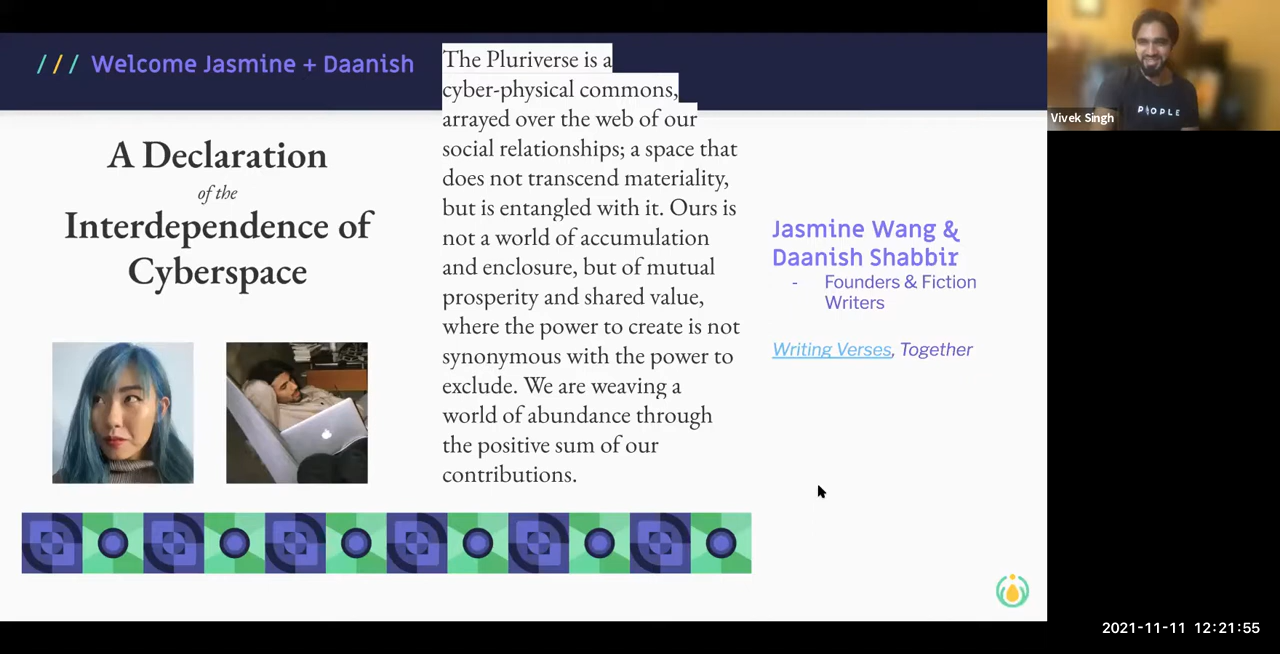 /// Welcome Jasmine + Daanish
A Declaration
of the
Interdependence of
Cyberspace
The Pluriverse is a
cyber-physical commons,
arrayed over the web of our
social relationships; a space that
does not transcend materiality,
but is entangled with it. Ours is
not a world of accumulation
and enclosure, but of mutual
prosperity and shared value,
where the power to create is not
synonymous with the power to
exclude. We are weaving a
world of abundance through
the positive sum of our
contributions.
Jasmine Wang &
Daanish Shabbir
- Founders & Fiction
Writers
Writing Verses, Together
PEOPLE
Vivek Singh
2021-11-11 12:21:55